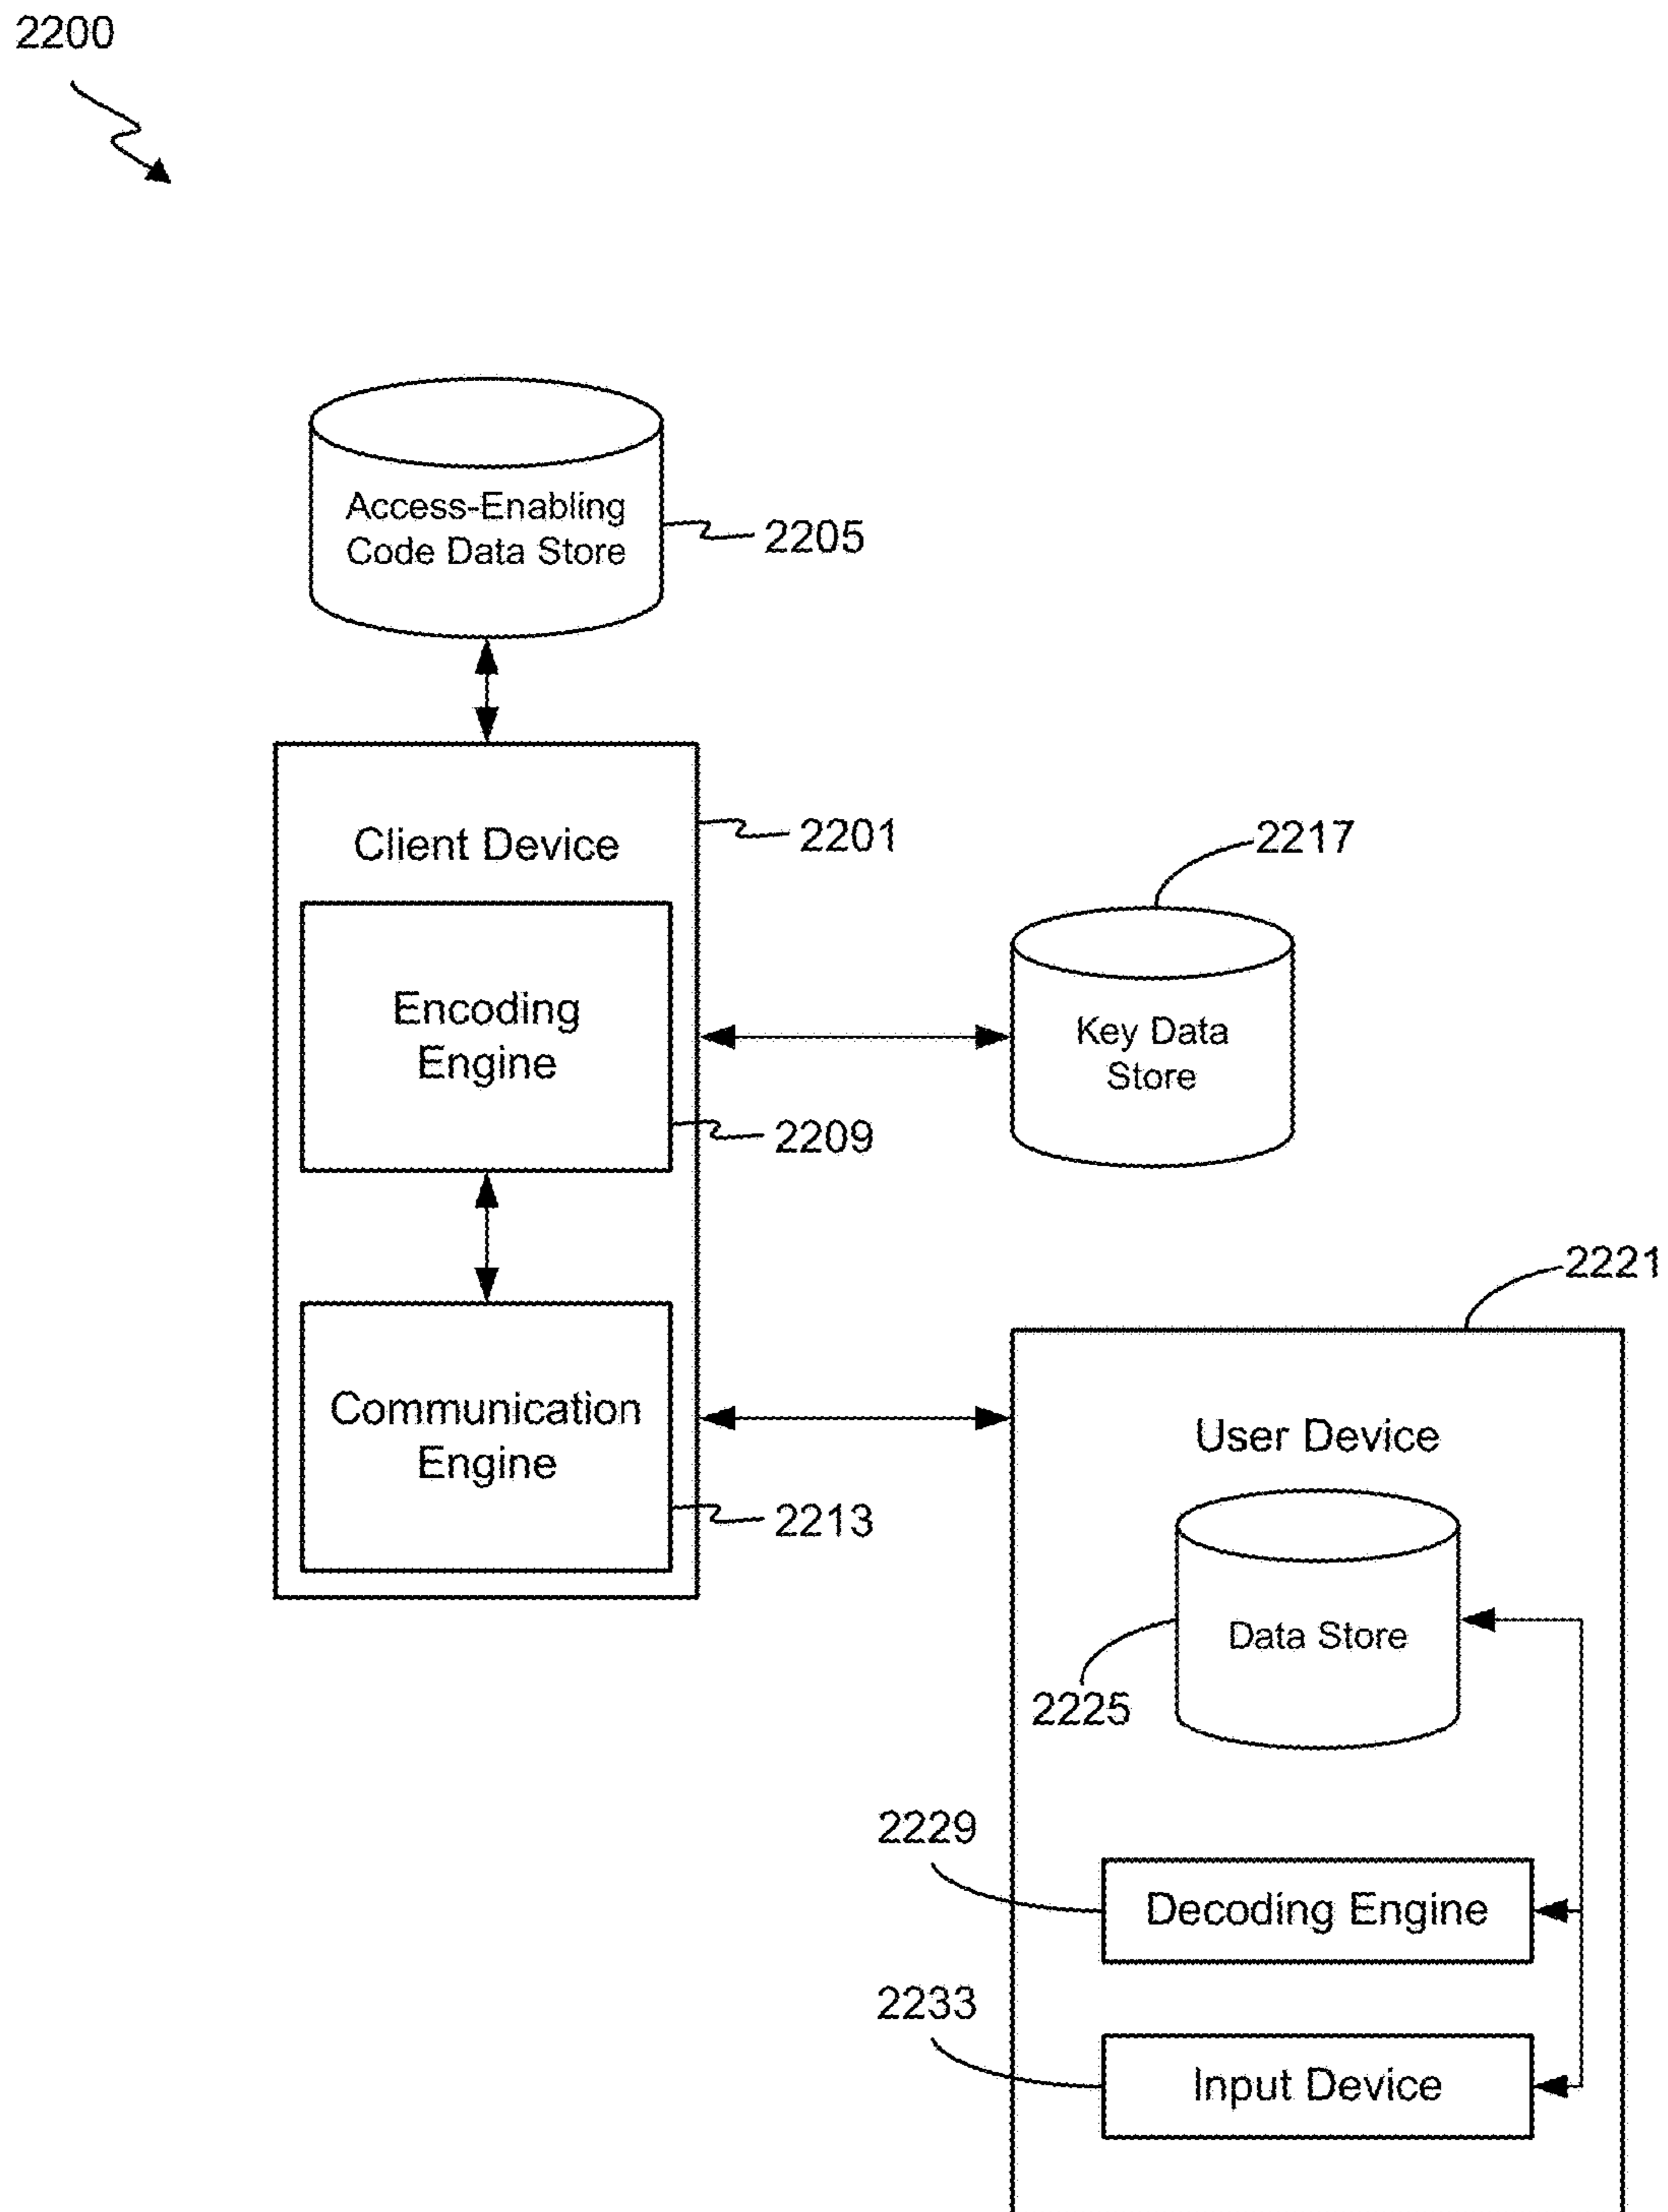 2200
Access-Enabling
Code Data Store
2205
Client Device
2201
2217
Encoding
Engine
Key Data
Store
2209
2221
Communication
Engine
User Device
2213
Data Store
2225
2229
Decoding Engine
2233
Input Device